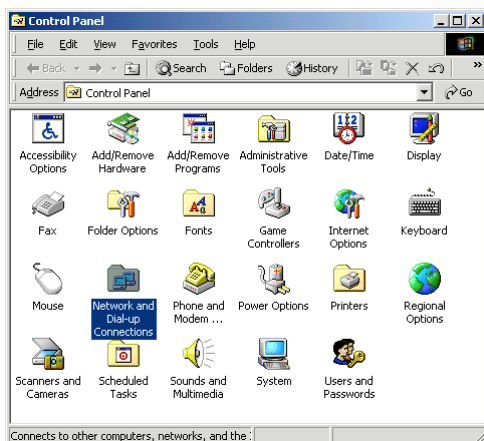 Control Panel
File Edit View Favorites Tools Help
Back Search Folders History »
Address Control Panel Go
Accessibility Options
Add/Remove Hardware
Add/Remove Programs
Administrative Tools
Date/Time
Display
Fax
Folder Options
Fonts
Game Controllers
Internet Options
Keyboard
Mouse
Network and Dial-up Connections
Phone and Modem ...
Power Options
Printers
Regional Options
Scanners and Cameras
Scheduled Tasks
Sounds and Multimedia
System
Users and Passwords
Connects to other computers, networks, and the